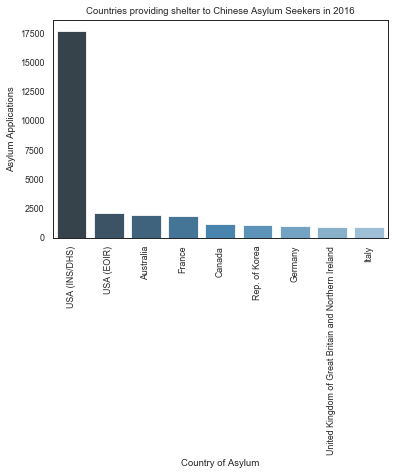 Countries providing shelter to Chinese Asylum Seekers in 2016
17500
15000
12500
10000
7500
5000
2500
0
Asylum Applications
USA (INS/DHS)
USA (EOIR)
Australia
France
Canada
Rep. of Korea
Germany
United Kingdom of Great Britain and Northern Ireland
Italy
Country of Asylum